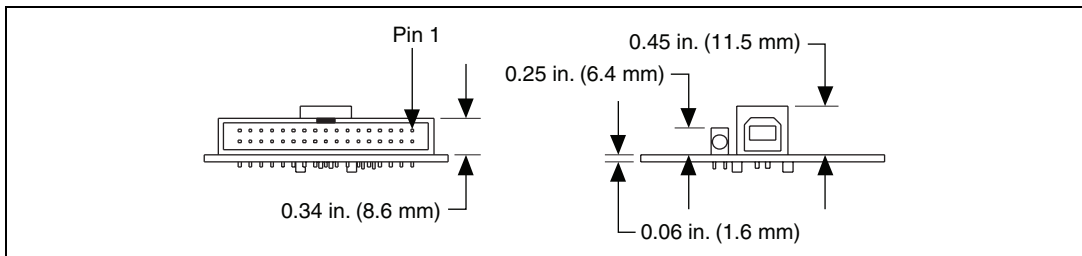 Pin 1
0.34 in. (8.6 mm)
0.25 in. (6.4 mm)
0.45 in. (11.5 mm)
0.06 in. (1.6 mm)